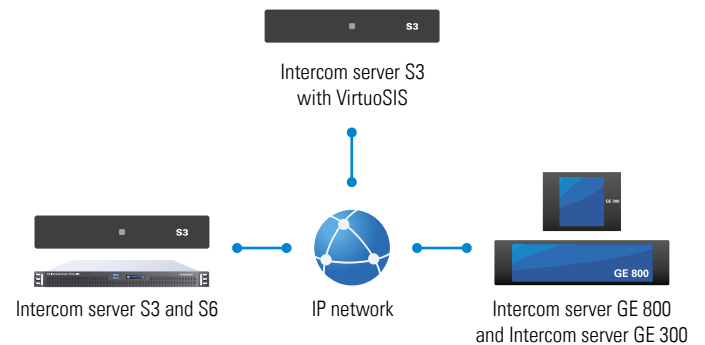 S3
Intercom server S3
with VirtuoSIS
GE 300
S3
GE 800
Intercom server S3 and S6
IP network
Intercom server GE 800
and Intercom server GE 300